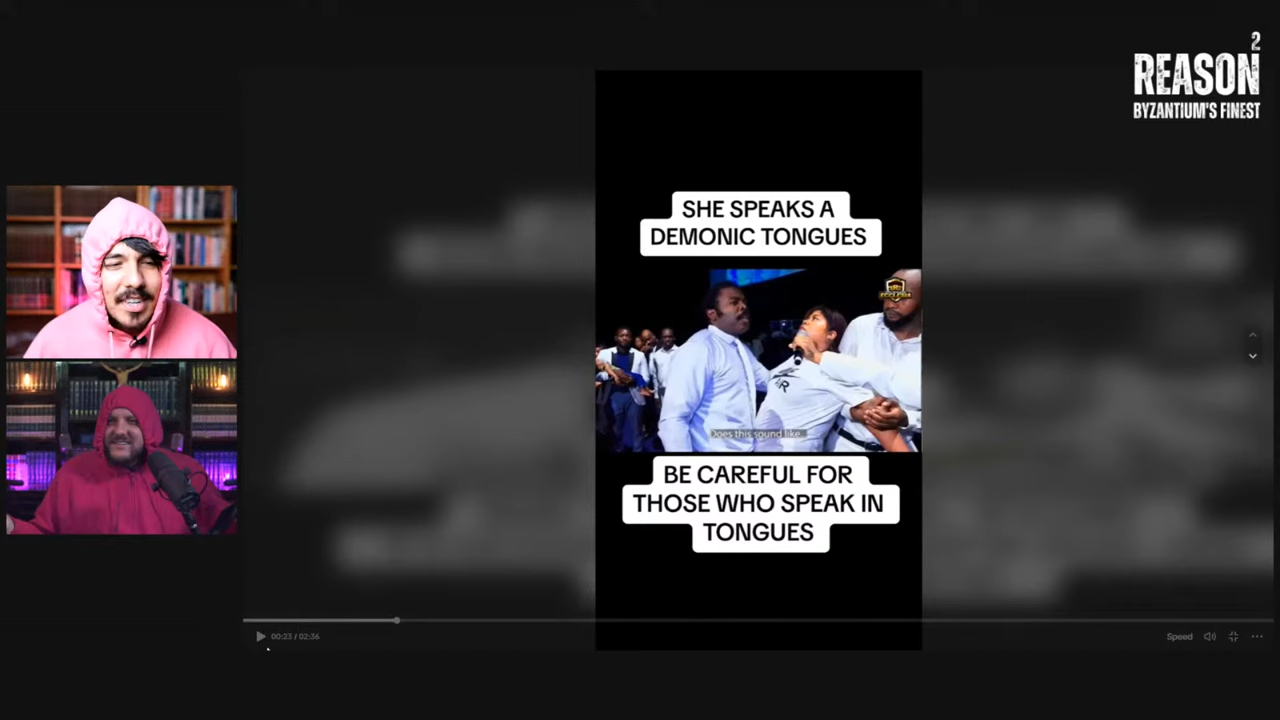 2
REASON
BYZANTIUM'S FINEST
SHE SPEAKS A
DEMONIC TONGUES
ECCLESIA
Does this sound like...
BE CAREFUL FOR
THOSE WHO SPEAK IN
TONGUES
00:23 / 02:36
Speed